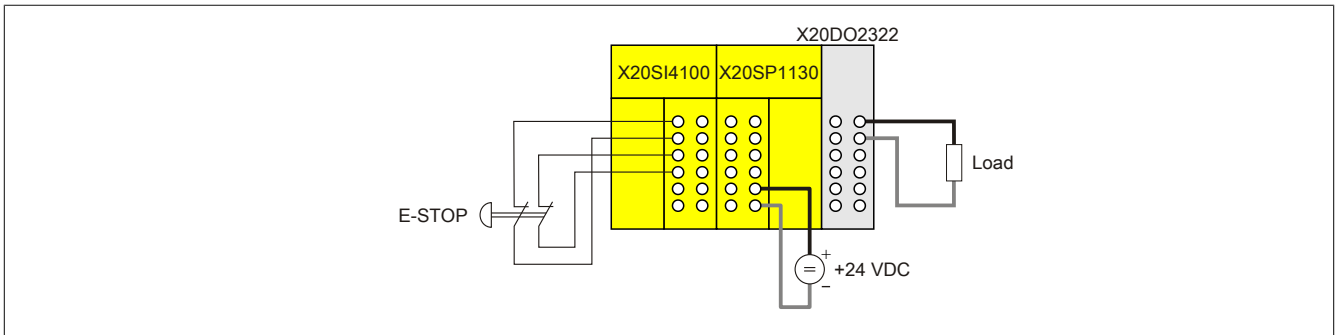 X20DO2322
X20SI4100 X20SP1130
Load
E-STOP
+
+24 VDC
−